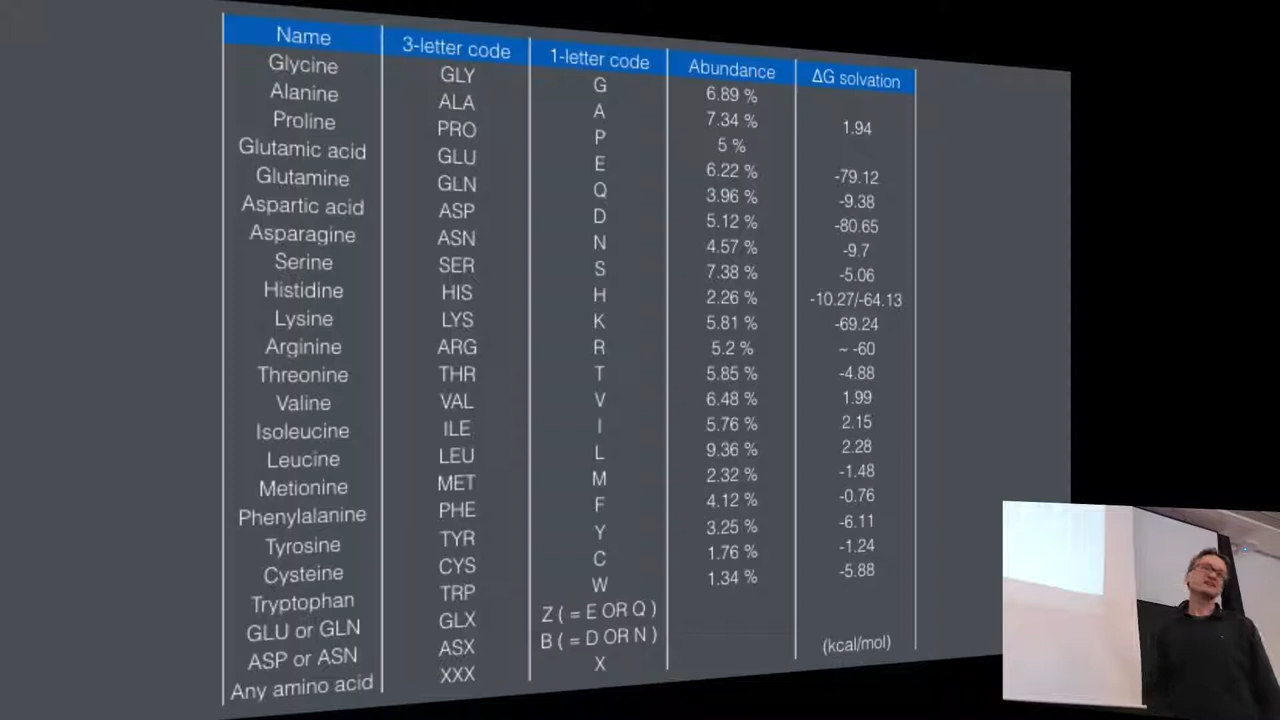 Name 3-letter code 1-letter code Abundance ΔG solvation
Glycine GLY G 6.89 %
Alanine ALA A 7.34 % 1.94
Proline PRO P 5 %
Glutamic acid GLU E 6.22 % -79.12
Glutamine GLN Q 3.96 % -9.38
Aspartic acid ASP D 5.12 % -80.65
Asparagine ASN N 4.57 % -9.7
Serine SER S 7.38 % -5.06
Histidine HIS H 2.26 % -10.27/-64.13
Lysine LYS K 5.81 % -69.24
Arginine ARG R 5.2 % ~ -60
Threonine THR T 5.85 % -4.88
Valine VAL V 6.48 % 1.99
Isoleucine ILE I 5.76 % 2.15
Leucine LEU L 9.36 % 2.28
Metionine MET M 2.32 % -1.48
Phenylalanine PHE F 4.12 % -0.76
Tyrosine TYR Y 3.25 % -6.11
Cysteine CYS C 1.76 % -1.24
Tryptophan TRP W 1.34 % -5.88
GLU or GLN GLX Z ( = E OR Q )
ASP or ASN ASX B ( = D OR N )
Any amino acid XXX X (kcal/mol)